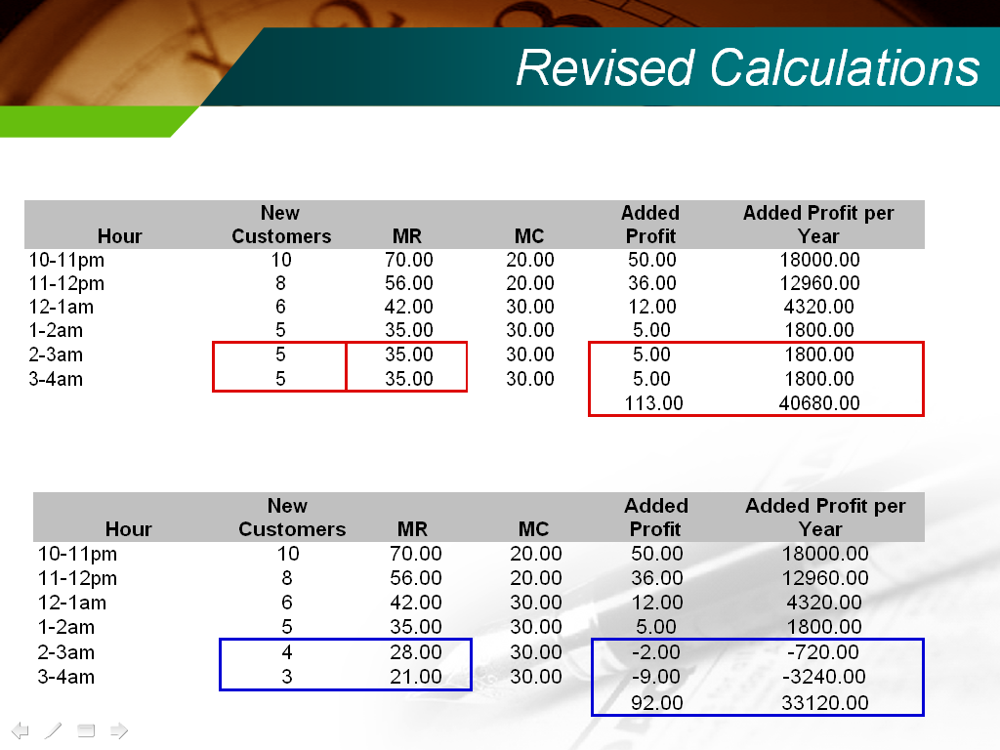 Revised Calculations
Hour New Customers MR MC Added Profit Added Profit per Year
10-11pm 10 70.00 20.00 50.00 18000.00
11-12pm 8 56.00 20.00 36.00 12960.00
12-1am 6 42.00 30.00 12.00 4320.00
1-2am 5 35.00 30.00 5.00 1800.00
2-3am 5 35.00 30.00 5.00 1800.00
3-4am 5 35.00 30.00 5.00 1800.00
113.00 40680.00
Hour New Customers MR MC Added Profit Added Profit per Year
10-11pm 10 70.00 20.00 50.00 18000.00
11-12pm 8 56.00 20.00 36.00 12960.00
12-1am 6 42.00 30.00 12.00 4320.00
1-2am 5 35.00 30.00 5.00 1800.00
2-3am 4 28.00 30.00 -2.00 -720.00
3-4am 3 21.00 30.00 -9.00 -3240.00
92.00 33120.00